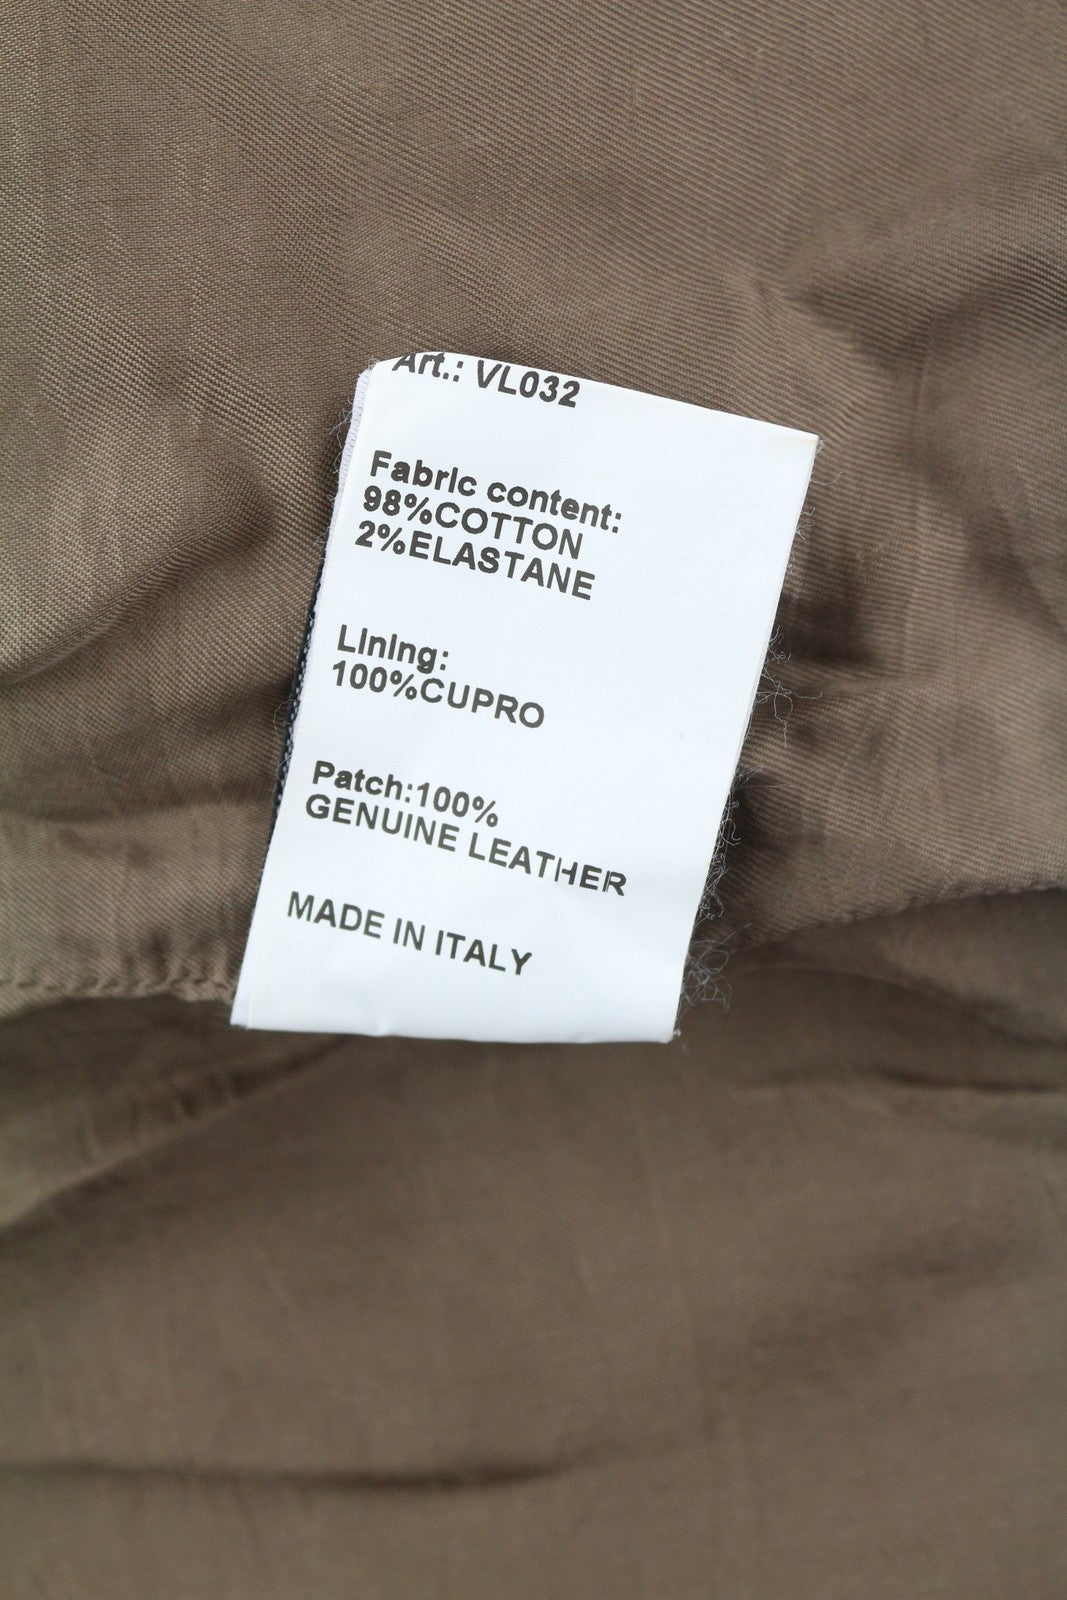 Art.: VL032
Fabric content:
98%COTTON
2%ELASTANE
Lining:
100%CUPRO
Patch:100%
GENUINE LEATHER
MADE IN ITALY